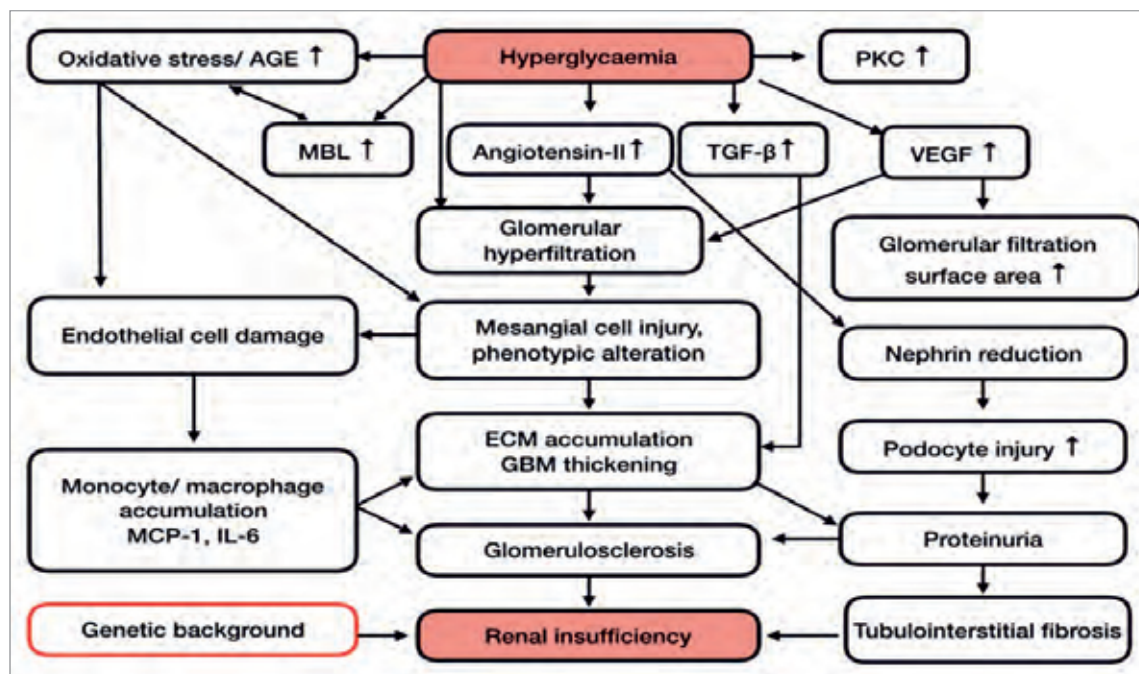 Oxidative stress/ AGE ↑
Hyperglycaemia
PKC ↑
MBL ↑
Angiotensin-II ↑
TGF-β ↑
VEGF ↑
Glomerular
hyperfiltration
Glomerular filtration
surface area ↑
Endothelial cell damage
Mesangial cell injury,
phenotypic alteration
Nephrin reduction
ECM accumulation
GBM thickening
Podocyte injury ↑
Monocyte/ macrophage
accumulation
MCP-1, IL-6
Glomerulosclerosis
Proteinuria
Genetic background
Renal insufficiency
Tubulointerstitial fibrosis